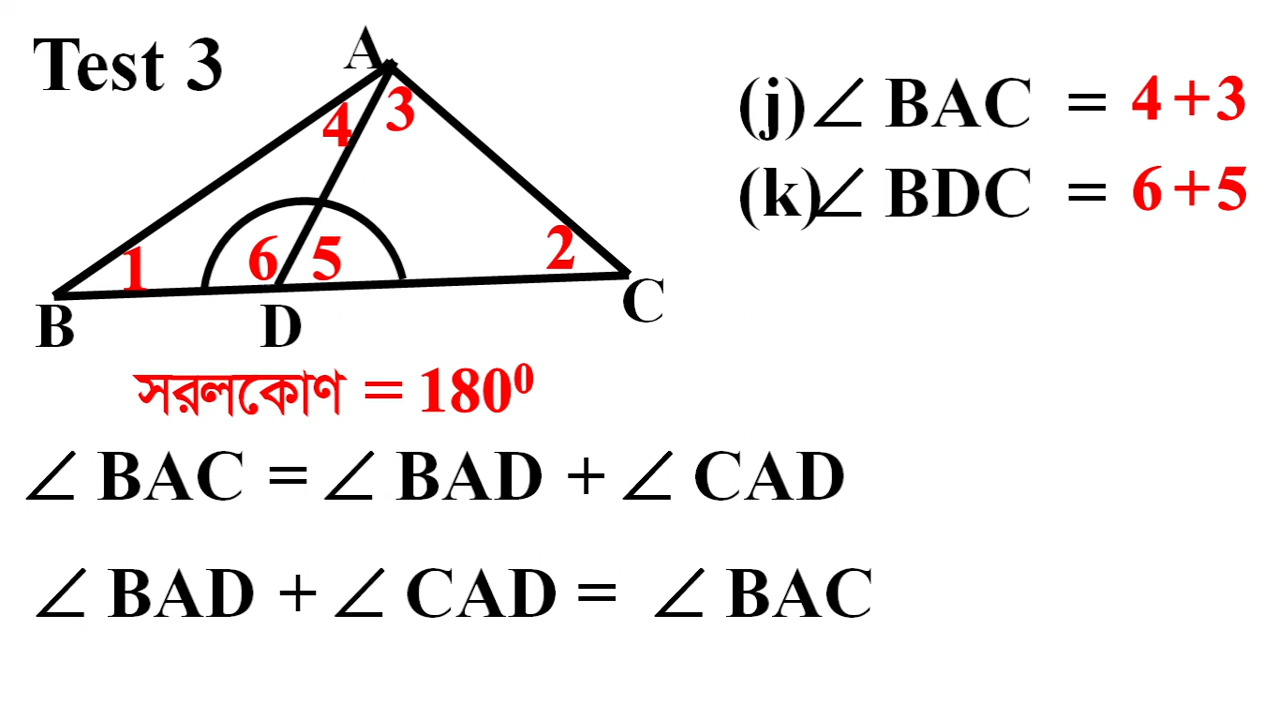 Test 3
A
4 3
1 6 5 2
B D C
(j) ∠ BAC = 4+3
(k) ∠ BDC = 6+5
সরলকোণ = 180⁰
∠ BAC = ∠ BAD + ∠ CAD
∠ BAD + ∠ CAD = ∠ BAC